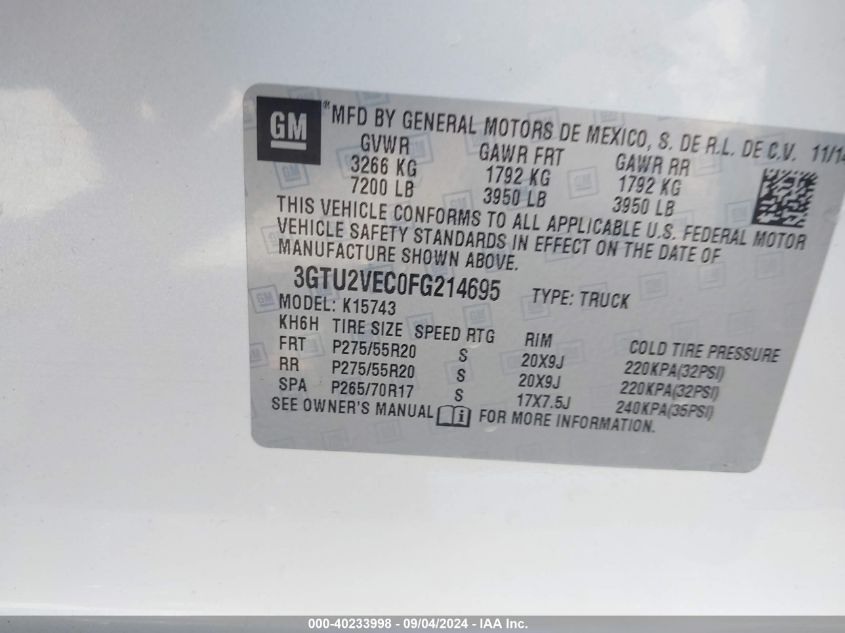 GM ® MFD BY GENERAL MOTORS DE MEXICO, S. DE R.L. DE C.V. 11/14
GVWR GAWR FRT GAWR RR
3266 KG 1792 KG 1792 KG
7200 LB 3950 LB 3950 LB
THIS VEHICLE CONFORMS TO ALL APPLICABLE U.S. FEDERAL MOTOR
VEHICLE SAFETY STANDARDS IN EFFECT ON THE DATE OF
MANUFACTURE SHOWN ABOVE.
3GTU2VEC0FG214695 TYPE: TRUCK
MODEL: K15743
KH6H TIRE SIZE SPEED RTG RIM COLD TIRE PRESSURE
FRT P275/55R20 S 20X9J 220KPA(32PSI)
RR P275/55R20 S 20X9J 220KPA(32PSI)
SPA P265/70R17 S 17X7.5J 240KPA(35PSI)
SEE OWNER'S MANUAL i FOR MORE INFORMATION.
000-40233998 - 09/04/2024 - IAA Inc.